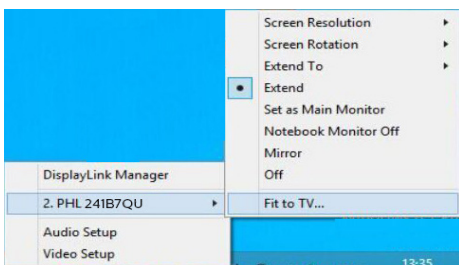 Screen Resolution
Screen Rotation
Extend To
Extend
Set as Main Monitor
Notebook Monitor Off
Mirror
Off
Fit to TV...
DisplayLink Manager
2. PHL 241B7QU
Audio Setup
Video Setup
13:35